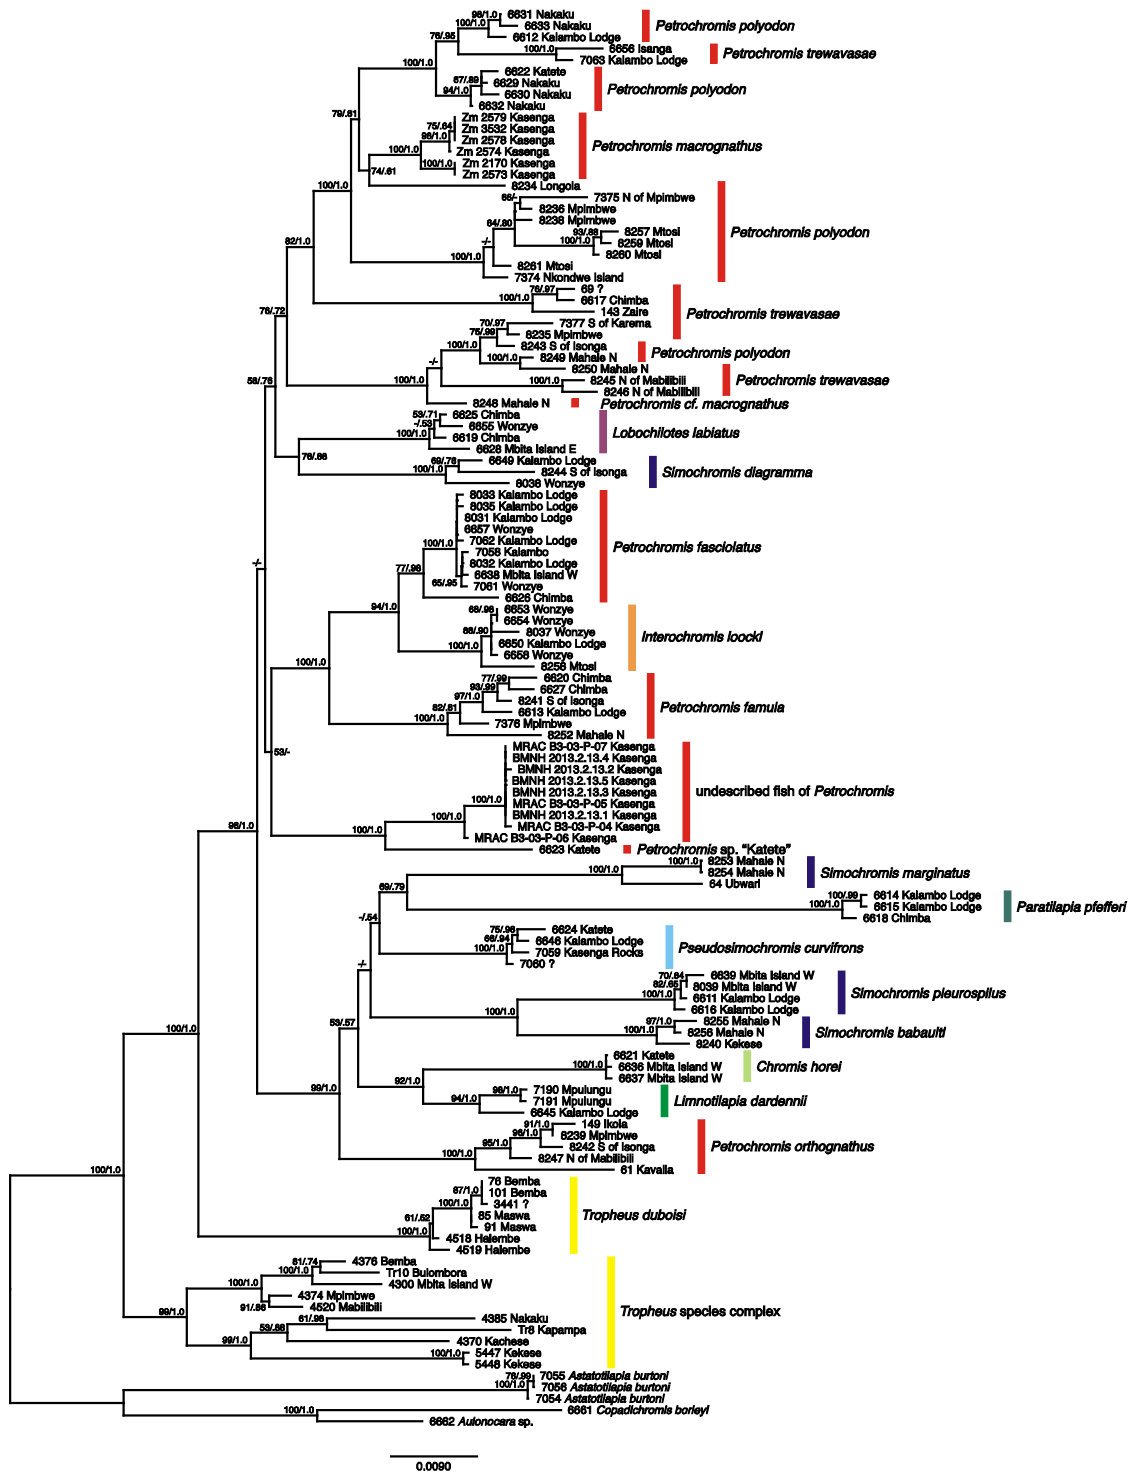 98/1.0 6631 Nakaku
100/1.0 6633 Nakaku Petrochromis polyodon
76/.95 6612 Kalambo Lodge
6656 Isanga
100/1.0 Petrochromis trewavasae
7063 Kalambo Lodge
100/1.0
67/.89 6622 Katete
6629 Nakaku Petrochromis polyodon
94/1.0 6630 Nakaku
6632 Nakaku
79/.81
Zm 2579 Kasenga
75/.64 Zm 3532 Kasenga
98/1.0 Zm 2578 Kasenga
Zm 2574 Kasenga Petrochromis macrognathus
100/1.0 100/1.0 Zm 2170 Kasenga
74/.61 Zm 2573 Kasenga
100/1.0 8234 Longola
66/- 7375 N of Mpimbwe
8236 Mpimbwe
64/.80 8238 Mpimbwe
93/.88 8257 Mtosi Petrochromis polyodon
-/- 100/1.0 8259 Mtosi
8260 Mtosi
100/1.0 8261 Mtosi
7374 Nkondwe Island
82/1.0
76/.97 69 ?
100/1.0 6617 Chimba
143 Zaire Petrochromis trewavasae
76/.72
70/.97 7377 S of Karema
75/.99 8235 Mpimbwe
100/1.0 8243 S of Isonga
100/1.0 8249 Mahale N Petrochromis polyodon
-/- 8250 Mahale N
100/1.0 100/1.0 8245 N of Mabilibili Petrochromis trewavasae
58/.76 8246 N of Mabilibili
8248 Mahale N Petrochromis cf. macrognathus
53/.71 6625 Chimba
-/.53 6655 Wonzye
100/1.0 6619 Chimba Lobochilotes labiatus
6628 Mbita Island E
76/.66
69/.76 6649 Kalambo Lodge
100/1.0 8244 S of Isonga Simochromis diagramma
8038 Wonzye
8033 Kalambo Lodge
8035 Kalambo Lodge
8031 Kalambo Lodge
6657 Wonzye
100/1.0 7062 Kalambo Lodge Petrochromis fasciolatus
7058 Kalambo
-/- 77/.98 8032 Kalambo Lodge
65/.95 6638 Mbita Island W
7061 Wonzye
6626 Chimba
94/1.0 68/.98 6653 Wonzye
6654 Wonzye
88/.90 8037 Wonzye Interochromis loocki
100/1.0 6650 Kalambo Lodge
6658 Wonzye
100/1.0 8258 Mtosi
77/.99 6620 Chimba
93/.99 6627 Chimba
97/1.0 8241 S of Isonga
82/.81 6613 Kalambo Lodge Petrochromis famula
100/1.0 7376 Mpimbwe
8252 Mahale N
53/-
MRAC B3-03-P-07 Kasenga
BMNH 2013.2.13.4 Kasenga
BMNH 2013.2.13.2 Kasenga
BMNH 2013.2.13.5 Kasenga
BMNH 2013.2.13.3 Kasenga undescribed fish of Petrochromis
100/1.0 MRAC B3-03-P-05 Kasenga
BMNH 2013.2.13.1 Kasenga
100/1.0 MRAC B3-03-P-04 Kasenga
98/1.0 100/1.0 MRAC B3-03-P-06 Kasenga
6623 Katete Petrochromis sp. “Katete”
100/1.0 8253 Mahale N
100/1.0 8254 Mahale N Simochromis marginatus
69/.79 64 Ubwari
100/.99 6614 Kalambo Lodge
100/1.0 6615 Kalambo Lodge Paratilapia pfefferi
-/.54 6618 Chimba
75/.98 6624 Katete
66/.94 6646 Kalambo Lodge
100/1.0 7059 Kasenga Rocks Pseudosimochromis curvifrons
-/- 7060 ?
70/.84 6639 Mbita Island W
82/.65 8039 Mbita Island W
100/1.0 6611 Kalambo Lodge Simochromis pleurospilus
6616 Kalambo Lodge
53/.57 97/1.0 8255 Mahale N
100/1.0 100/1.0 8256 Mahale N Simochromis babaulti
8240 Kekese
6621 Katete
100/1.0 6636 Mbita Island W Chromis horei
6637 Mbita Island W
99/1.0 92/1.0
98/1.0 7190 Mpulungu
94/1.0 7191 Mpulungu Limnotilapia dardennii
6645 Kalambo Lodge
91/1.0 149 Ikola
96/1.0 8239 Mpimbwe
95/1.0 8242 S of Isonga Petrochromis orthognathus
100/1.0 8247 N of Mabilibili
61 Kavalla
100/1.0
76 Bemba
67/1.0 101 Bemba
3441 ?
100/1.0 85 Maswa
61/.52 91 Maswa Tropheus duboisi
100/1.0 4518 Halembe
4519 Halembe
81/.74 4376 Bemba
100/1.0 Tr10 Bulombora
100/1.0 4300 Mbita Island W
4374 Mpimbwe
91/.86 4520 Mabilibili
99/1.0 Tropheus species complex
61/.96 4385 Nakaku
53/.68 Tr8 Kapampa
99/1.0 4370 Kachese
100/1.0 5447 Kekese
5448 Kekese
78/.99 7055 Astatotilapia burtoni
100/1.0 7056 Astatotilapia burtoni
7054 Astatotilapia burtoni
100/1.0 6661 Copadichromis borleyi
6662 Aulonocara sp.
0.0090